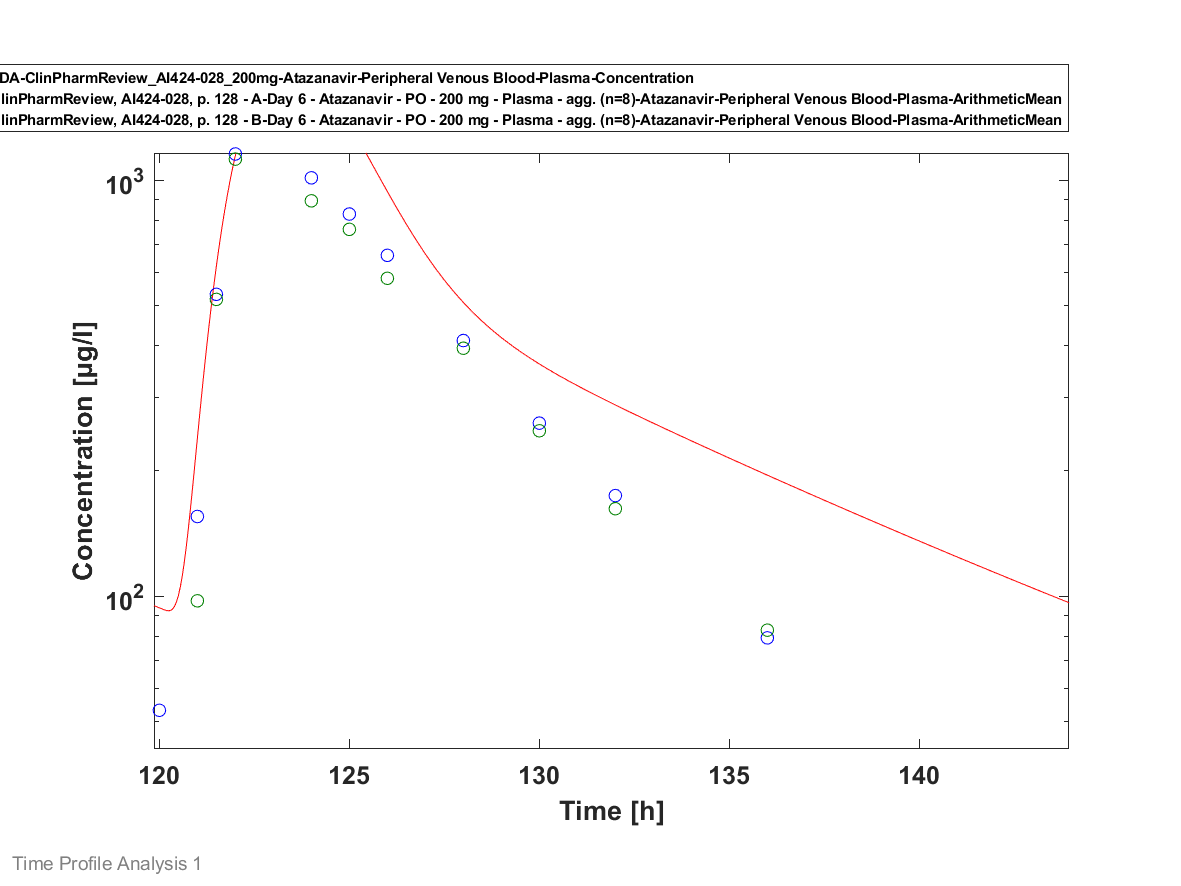 DA-ClinPharmReview_AI424-028_200mg-Atazanavir-Peripheral Venous Blood-Plasma-Concentration
linPharmReview, AI424-028, p. 128 - A-Day 6 - Atazanavir - PO - 200 mg - Plasma - agg. (n=8)-Atazanavir-Peripheral Venous Blood-Plasma-ArithmeticMean
linPharmReview, AI424-028, p. 128 - B-Day 6 - Atazanavir - PO - 200 mg - Plasma - agg. (n=8)-Atazanavir-Peripheral Venous Blood-Plasma-ArithmeticMean
10³
10²
Concentration [µg/l]
120 125 130 135 140
Time [h]
Time Profile Analysis 1